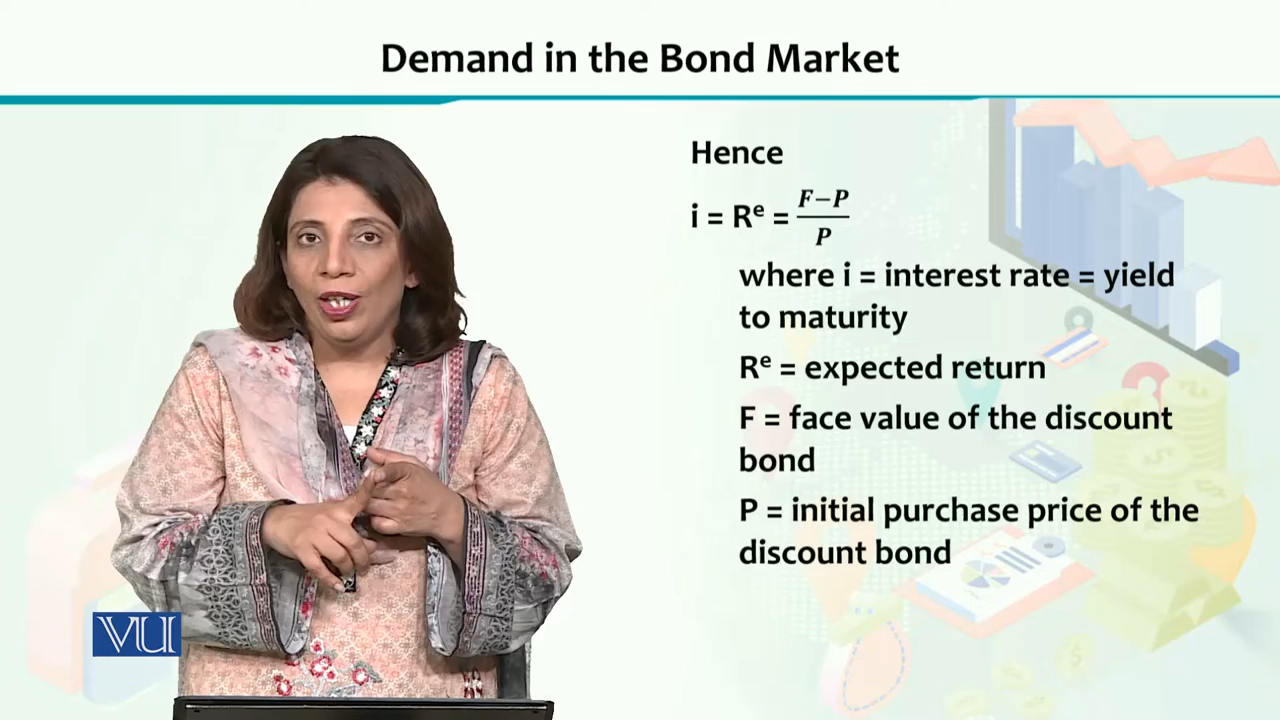 Demand in the Bond Market
Hence
i = Rᵉ = F−P/P
where i = interest rate = yield
to maturity
Rᵉ = expected return
F = face value of the discount
bond
P = initial purchase price of the
discount bond
VU